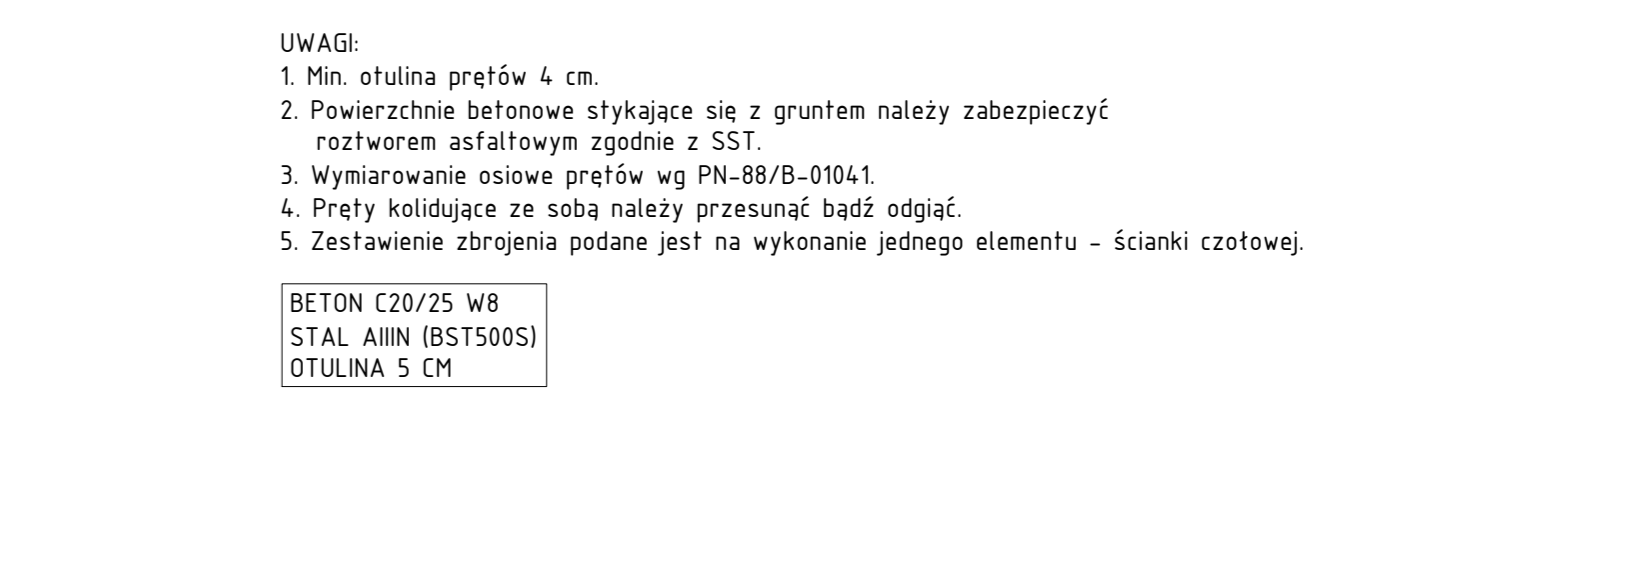 UWAGI:
1. Min. otulina prętów 4 cm.
2. Powierzchnie betonowe stykające się z gruntem należy zabezpieczyć
roztworem asfaltowym zgodnie z SST.
3. Wymiarowanie osiowe prętów wg PN-88/B-01041.
4. Pręty kolidujące ze sobą należy przesunąć bądź odgiąć.
5. Zestawienie zbrojenia podane jest na wykonanie jednego elementu - ścianki czołowej.
BETON C20/25 W8
STAL AIIIN (BST500S)
OTULINA 5 CM